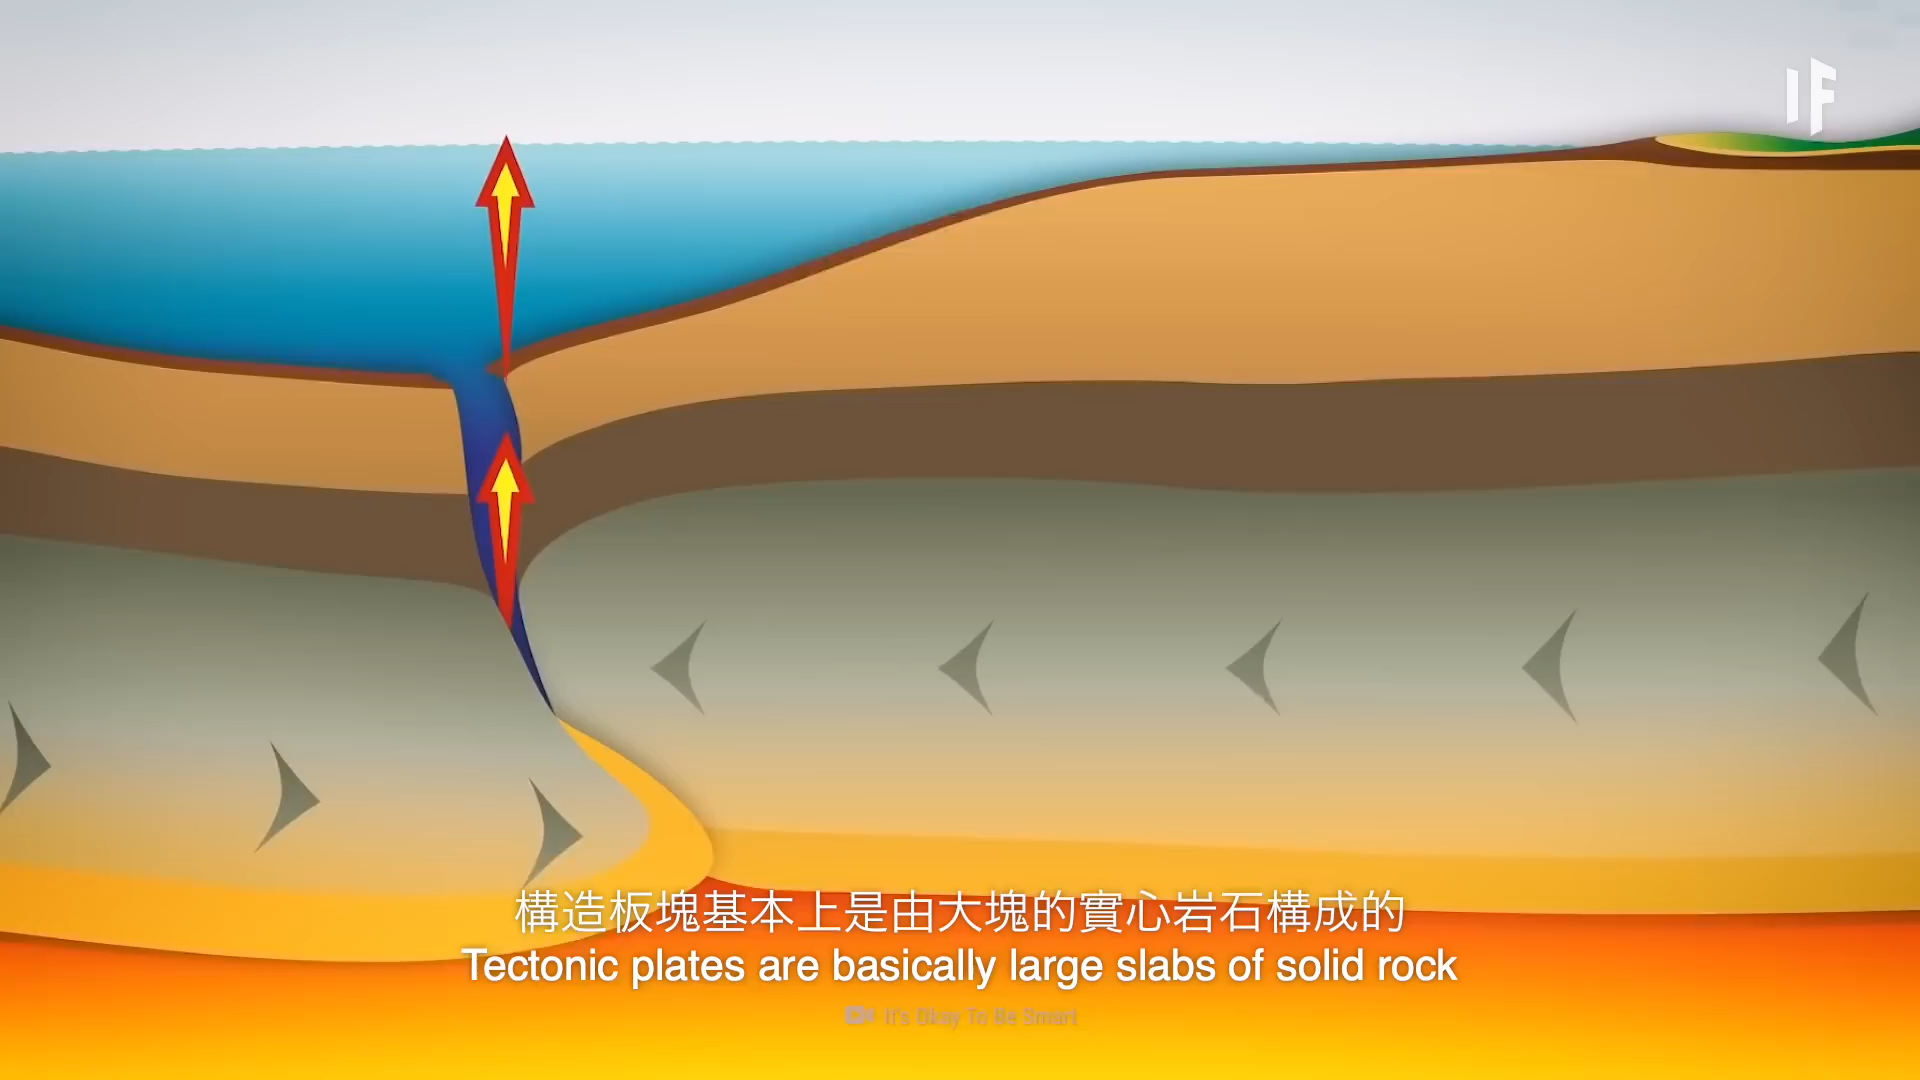 IF
構造板塊基本上是由大塊的實心岩石構成的
Tectonic plates are basically large slabs of solid rock
It's Okay To Be Smart